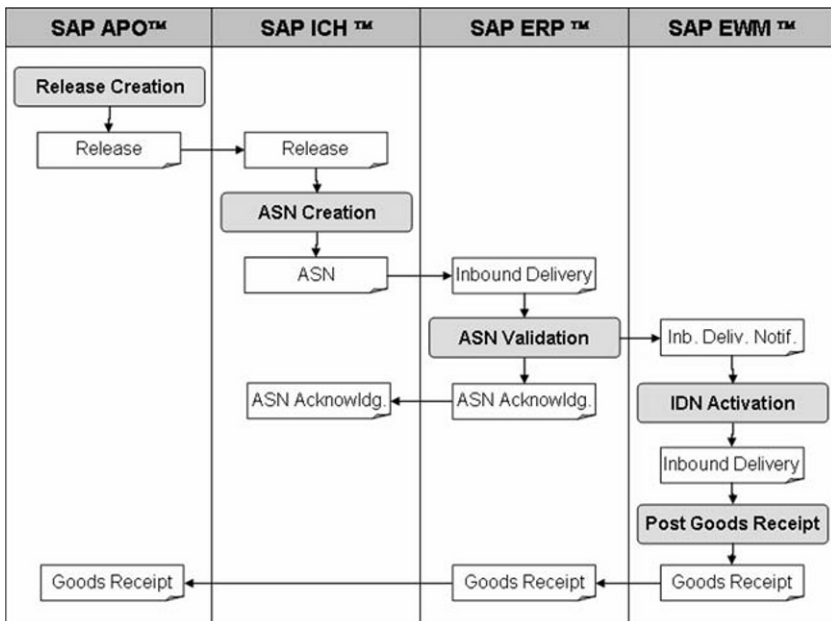 SAP APO™ SAP ICH ™ SAP ERP ™ SAP EWM ™
Release Creation
Release Release
ASN Creation
ASN Inbound Delivery
ASN Validation Inb. Deliv. Notif.
ASN Acknowldg. ASN Acknowldg. IDN Activation
Inbound Delivery
Post Goods Receipt
Goods Receipt Goods Receipt Goods Receipt